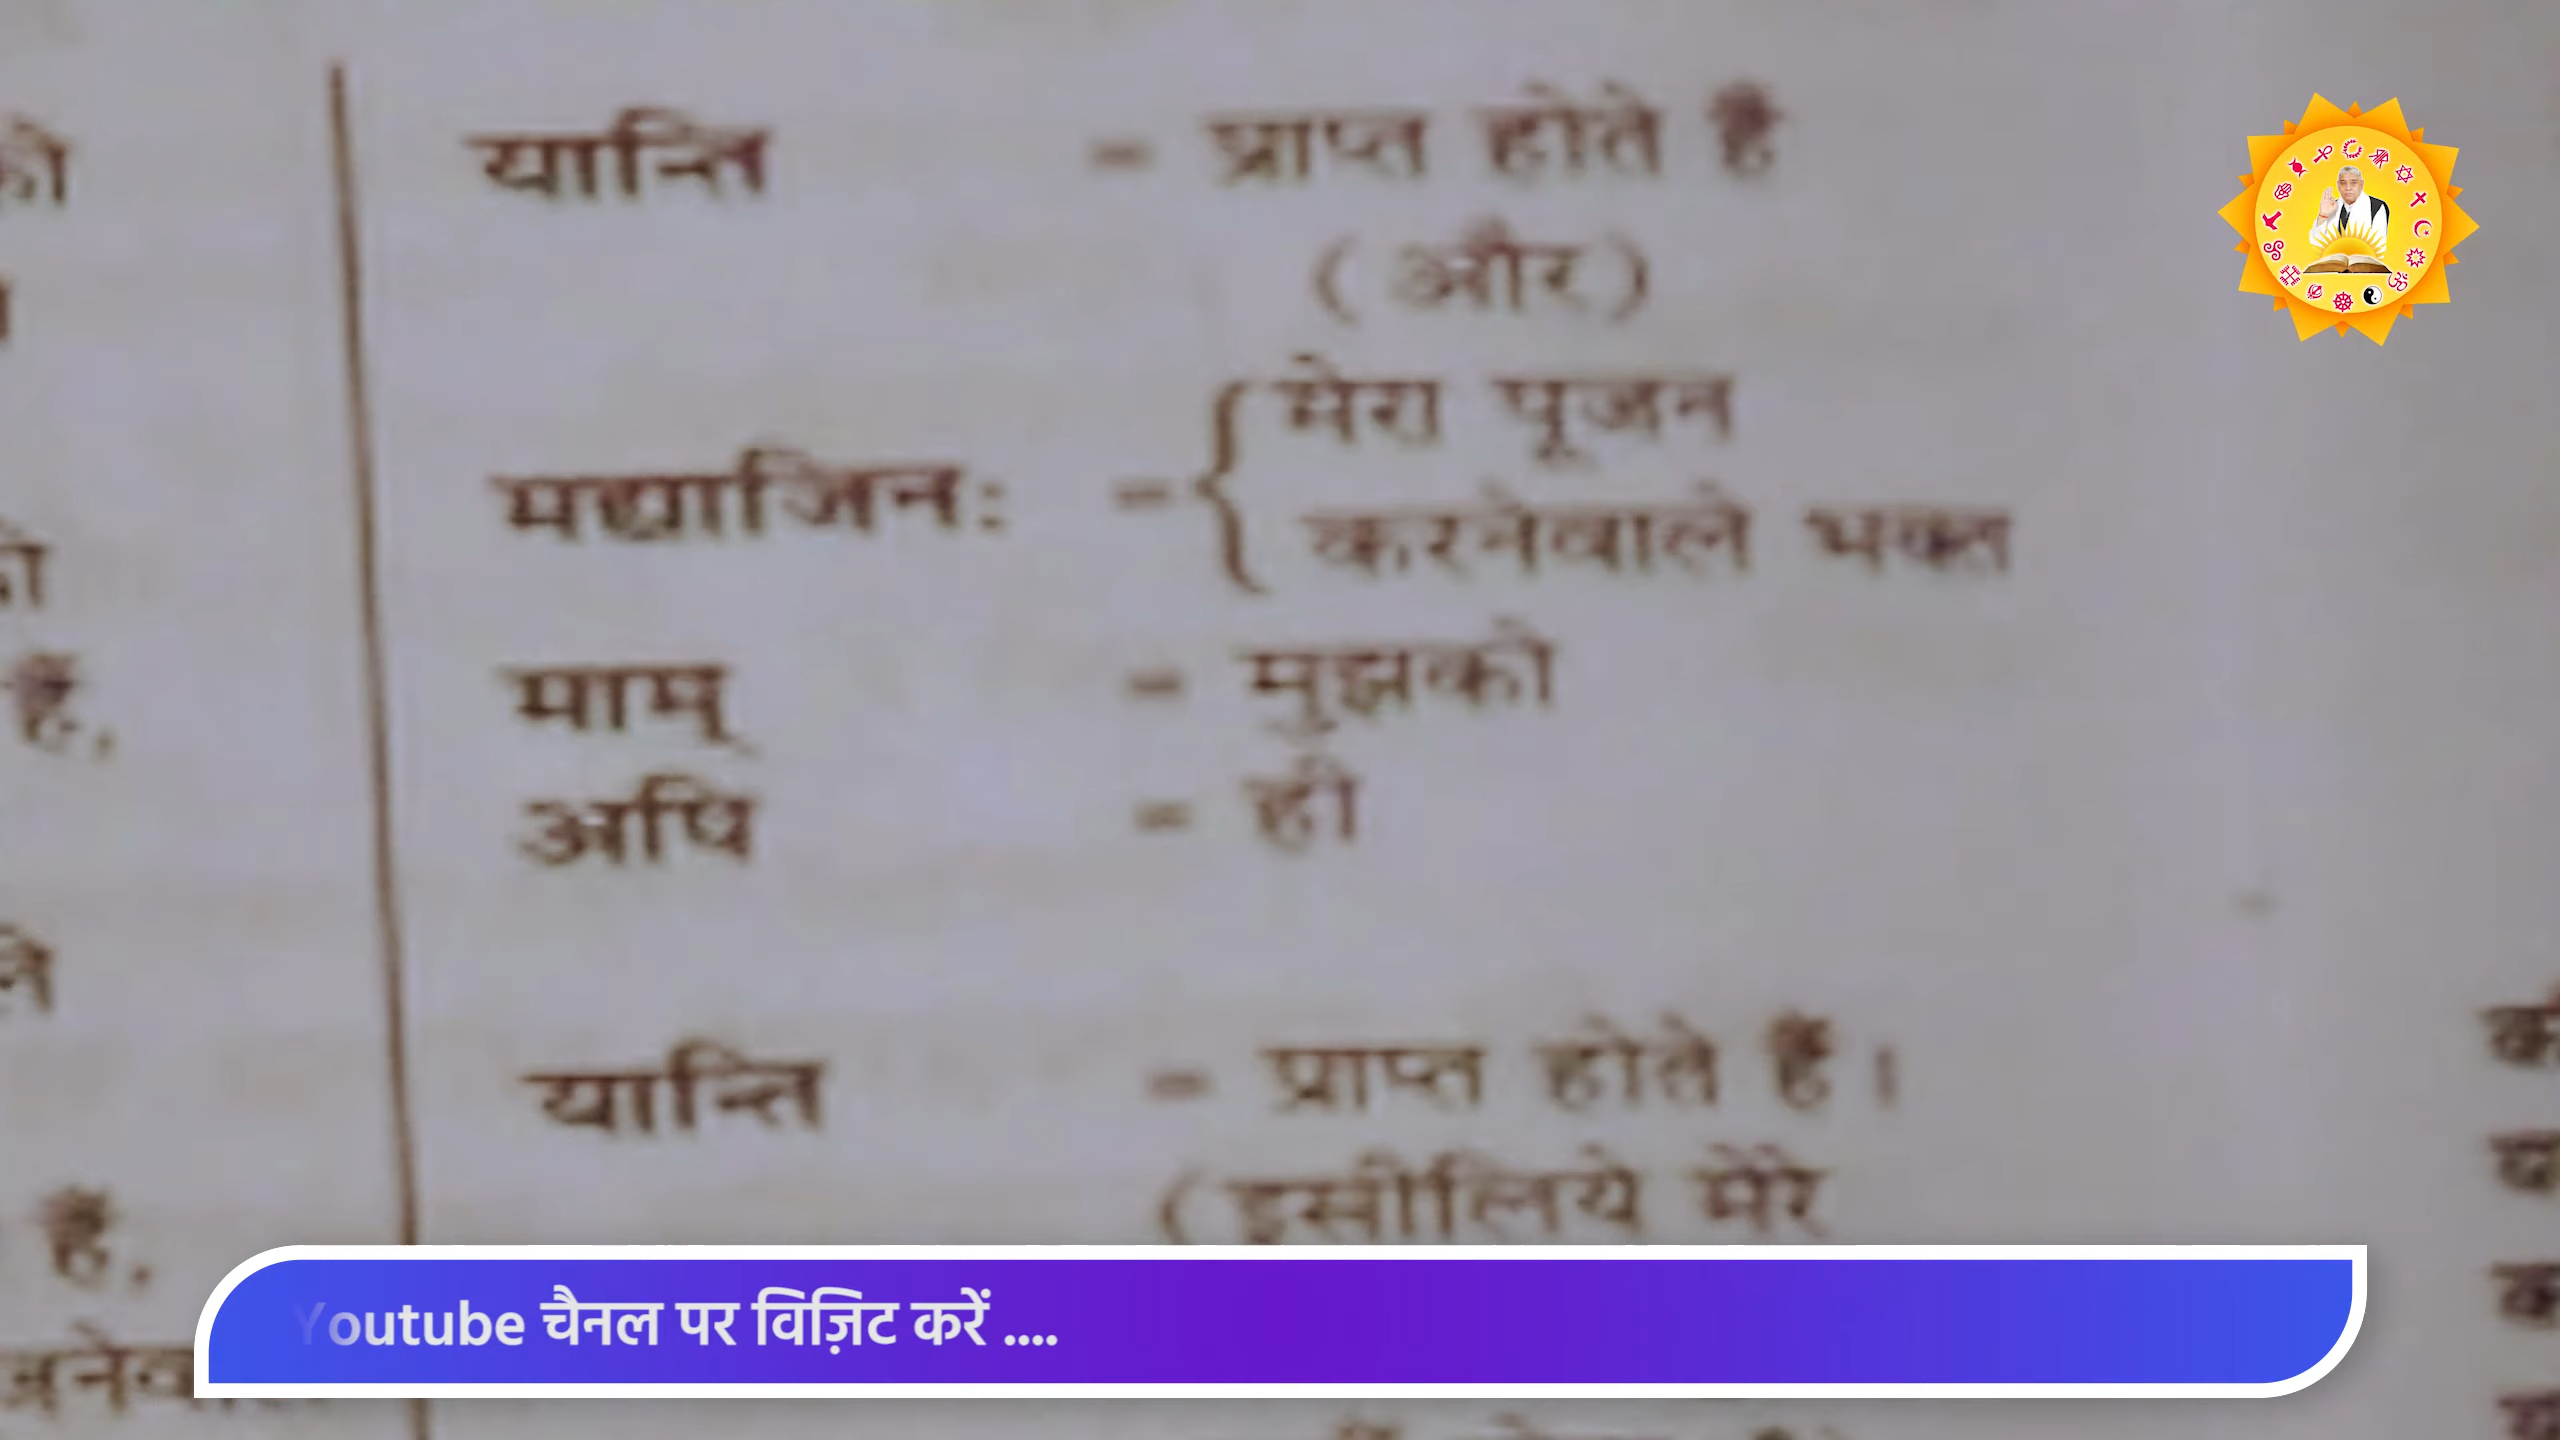 यान्ति = प्राप्त होते हैं
(और)
मद्याजिनः = { मेरा पूजन
करनेवाले भक्त
माम् = मुझको
अपि = ही
यान्ति = प्राप्त होते हैं।
(इसीलिये मेरे
को
हैं,
हैं,
Youtube चैनल पर विज़िट करें ....